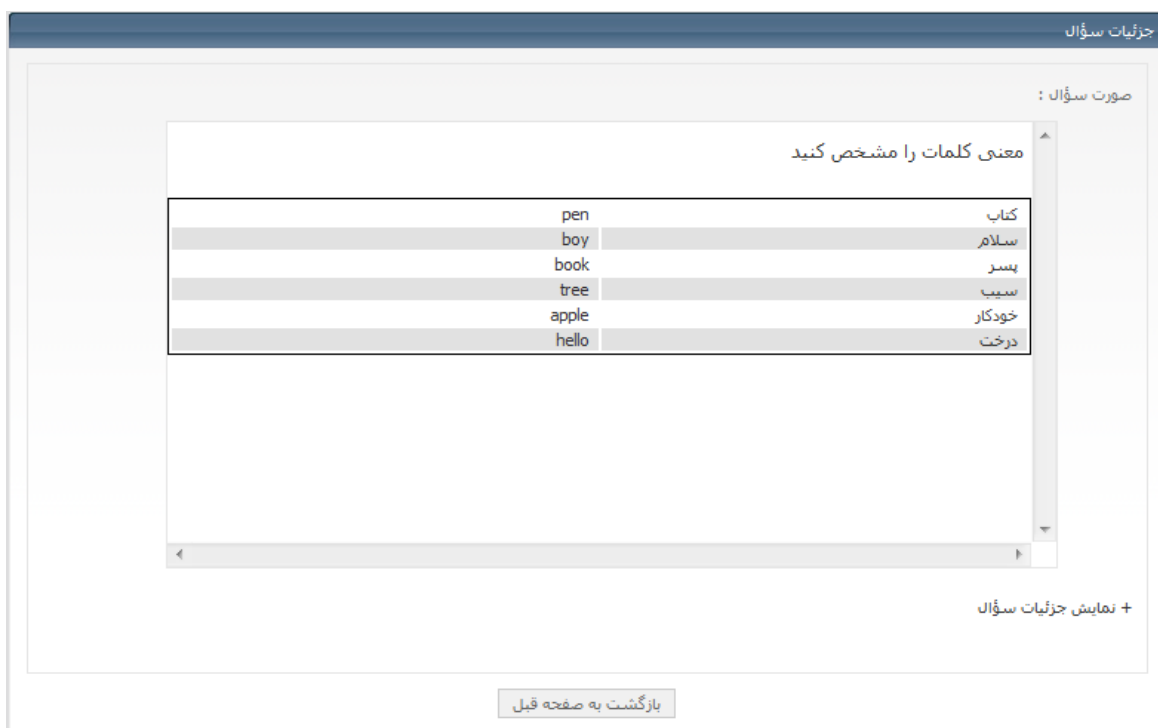 جزئیات سؤال
صورت سؤال :
معنی کلمات را مشخص کنید
کتاب pen
سلام boy
پسر book
سیب tree
خودکار apple
درخت hello
+ نمایش جزئیات سؤال
بازگشت به صفحه قبل